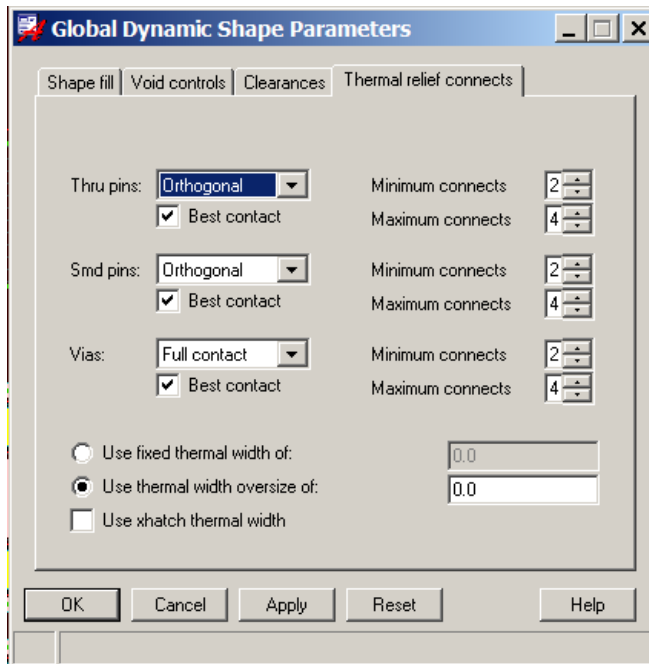 Global Dynamic Shape Parameters
Shape fill Void controls Clearances Thermal relief connects
Thru pins: Orthogonal Minimum connects 2
Best contact Maximum connects 4
Smd pins: Orthogonal Minimum connects 2
Best contact Maximum connects 4
Vias: Full contact Minimum connects 2
Best contact Maximum connects 4
Use fixed thermal width of: 0.0
Use thermal width oversize of: 0.0
Use xhatch thermal width
OK Cancel Apply Reset Help